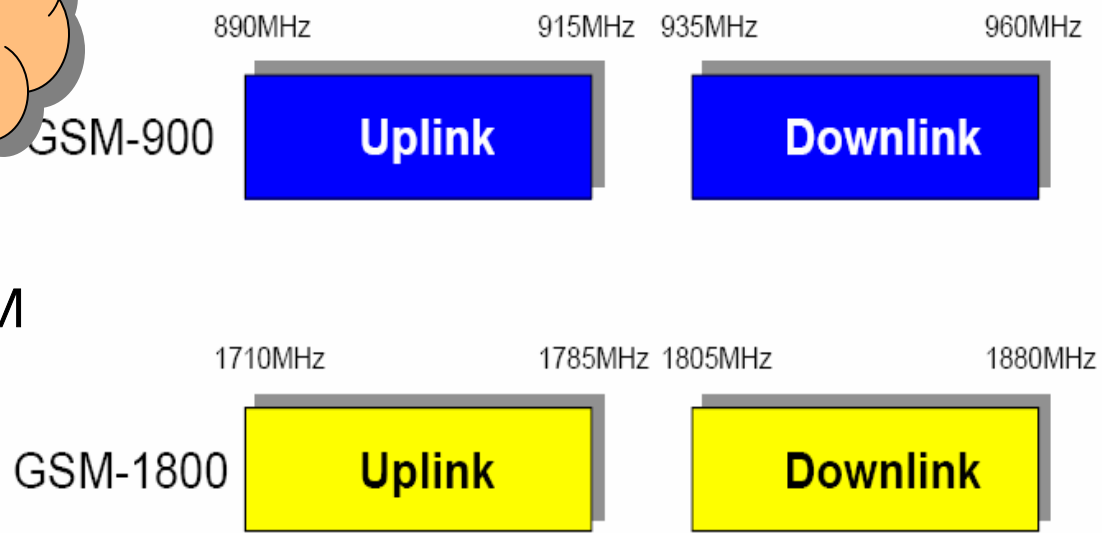 890MHz 915MHz 935MHz 960MHz
GSM-900 Uplink Downlink
M
1710MHz 1785MHz 1805MHz 1880MHz
GSM-1800 Uplink Downlink